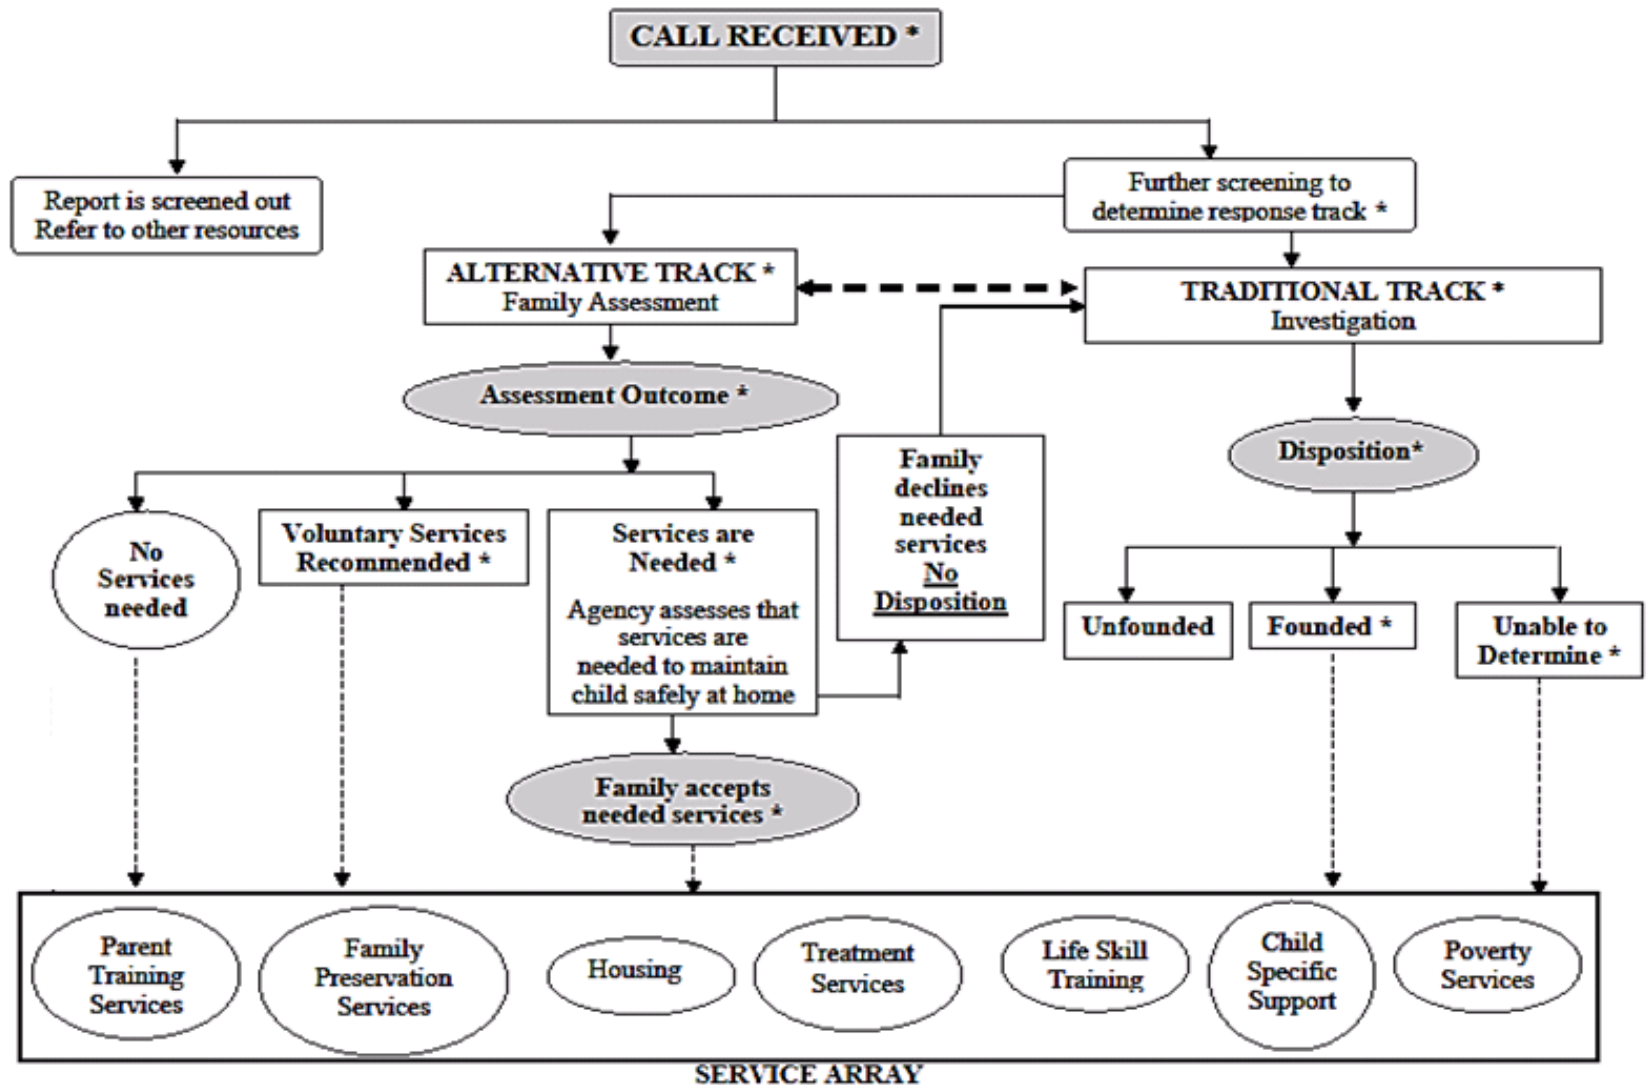 CALL RECEIVED *
Report is screened out
Refer to other resources
Further screening to
determine response track *
ALTERNATIVE TRACK *
Family Assessment
TRADITIONAL TRACK *
Investigation
Assessment Outcome *
Disposition*
Family
declines
needed
services
No
Disposition
No
Services
needed
Voluntary Services
Recommended *
Services are
Needed *
Agency assesses that
services are
needed to maintain
child safely at home
Unfounded
Founded *
Unable to
Determine *
Family accepts
needed services *
Parent
Training
Services
Family
Preservation
Services
Housing
Treatment
Services
Life Skill
Training
Child
Specific
Support
Poverty
Services
SERVICE ARRAY